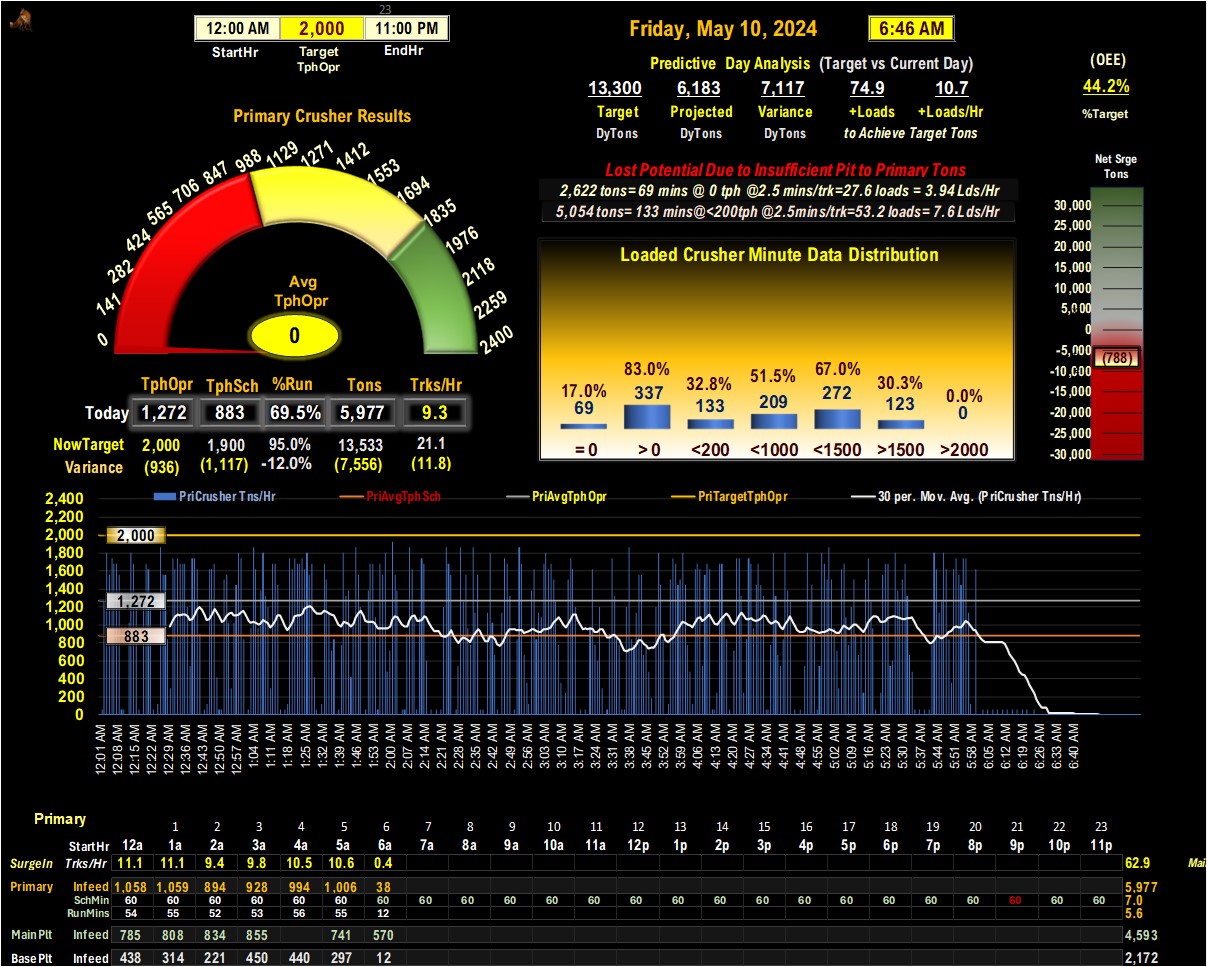 23
12:00 AM 2,000 11:00 PM
StartHr Target TphOpr EndHr
Friday, May 10, 2024 6:46 AM
Predictive Day Analysis (Target vs Current Day)
13,300 6,183 7,117 74.9 10.7
Target Projected Variance +Loads +Loads/Hr
DyTons DyTons DyTons to Achieve Target Tons
(OEE)
44.2%
%Target
Primary Crusher Results
0 141 282 424 565 706 847 988 1129 1271 1412 1553 1694 1835 1976 2118 2259 2400
Avg
TphOpr
0
Lost Potential Due to Insufficient Pit to Primary Tons
2,622 tons= 69 mins @ 0 tph @2.5 mins/trk=27.6 loads = 3.94 Lds/Hr
5,054 tons= 133 mins@<200tph @2.5mins/trk=53.2 loads= 7.6 Lds/Hr
Net Srge
Tons
30,000
25,000
20,000
15,000
10,000
5,000
0
-5,000
(788)
-10,000
-15,000
-20,000
-25,000
-30,000
Loaded Crusher Minute Data Distribution
17.0% 83.0% 32.8% 51.5% 67.0% 30.3% 0.0%
69 337 133 209 272 123 0
= 0 > 0 <200 <1000 <1500 >1500 >2000
TphOpr TphSch %Run Tons Trks/Hr
Today 1,272 883 69.5% 5,977 9.3
NowTarget 2,000 1,900 95.0% 13,533 21.1
Variance (936) (1,117) -12.0% (7,556) (11.8)
PriCrusher Tns/Hr PriAvgTphSch PriAvgTphOpr PriTargetTphOpr 30 per. Mov. Avg. (PriCrusher Tns/Hr)
2,400
2,200
2,000
1,800
1,600
1,400
1,200
1,000
800
600
400
200
0
2,000
1,272
883
12:01 AM 12:08 AM 12:15 AM 12:22 AM 12:29 AM 12:36 AM 12:43 AM 12:50 AM 12:57 AM 1:04 AM 1:11 AM 1:18 AM 1:25 AM 1:32 AM 1:39 AM 1:46 AM 1:53 AM 2:00 AM 2:07 AM 2:14 AM 2:21 AM 2:28 AM 2:35 AM 2:42 AM 2:49 AM 2:56 AM 3:03 AM 3:10 AM 3:17 AM 3:24 AM 3:31 AM 3:38 AM 3:45 AM 3:52 AM 3:59 AM 4:06 AM 4:13 AM 4:20 AM 4:27 AM 4:34 AM 4:41 AM 4:48 AM 4:55 AM 5:02 AM 5:09 AM 5:16 AM 5:23 AM 5:30 AM 5:37 AM 5:44 AM 5:51 AM 5:58 AM 6:05 AM 6:12 AM 6:19 AM 6:26 AM 6:33 AM 6:40 AM
Primary
1 2 3 4 5 6 7 8 9 10 11 12 13 14 15 16 17 18 19 20 21 22 23
StartHr 12a 1a 2a 3a 4a 5a 6a 7a 8a 9a 10a 11a 12p 1p 2p 3p 4p 5p 6p 7p 8p 9p 10p 11p
SurgeIn Trks/Hr 11.1 11.1 9.4 9.8 10.5 10.6 0.4 62.9
Primary Infeed 1,058 1,059 894 928 994 1,006 38 5,977
SchMin 60 60 60 60 60 60 60 60 60 60 60 60 60 60 60 60 60 60 60 60 60 60 60 60 7.0
RunMins 54 55 52 53 56 55 12 5.6
MainPlt Infeed 785 808 834 855 741 570 4,593
BasePlt Infeed 438 314 221 450 440 297 12 2,172